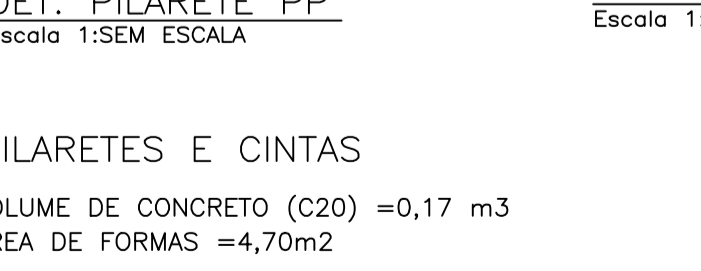 DET. PILARETE PP
scala 1:SEM ESCALA
Escala 1:
ILARETES E CINTAS
OLUME DE CONCRETO (C20) =0,17 m3
REA DE FORMAS =4,70m2